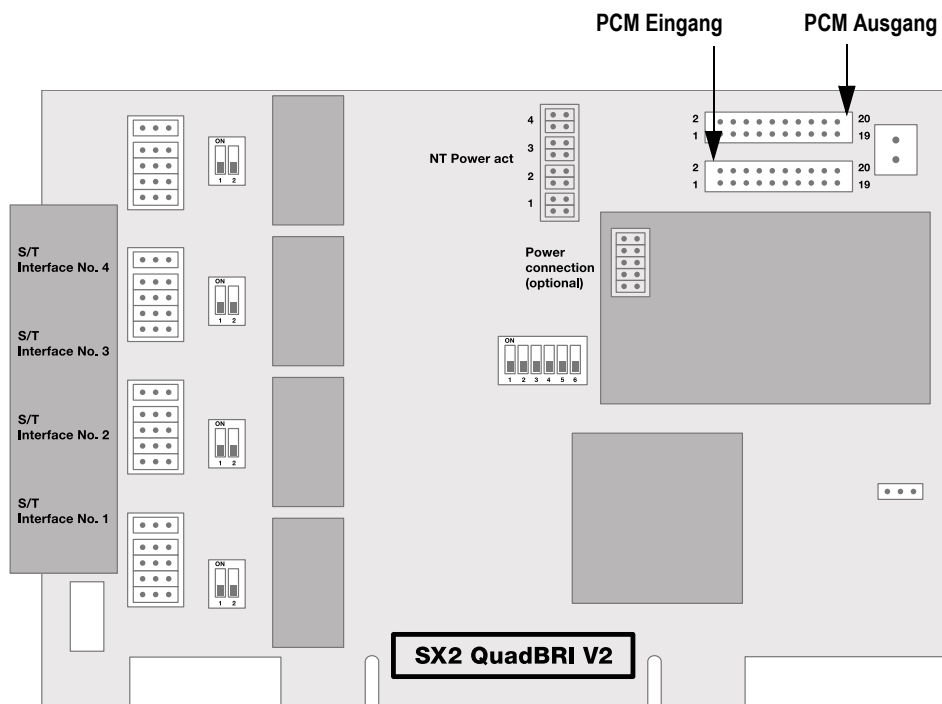 PCM Eingang PCM Ausgang
2 20
1 19
2 20
1 19
4
3
NT Power act
2
1
Power
connection
(optional)
ON
1 2
ON
1 2
ON
1 2
ON
1 2
ON
1 2 3 4 5 6
S/T
Interface No. 4
S/T
Interface No. 3
S/T
Interface No. 2
S/T
Interface No. 1
SX2 QuadBRI V2